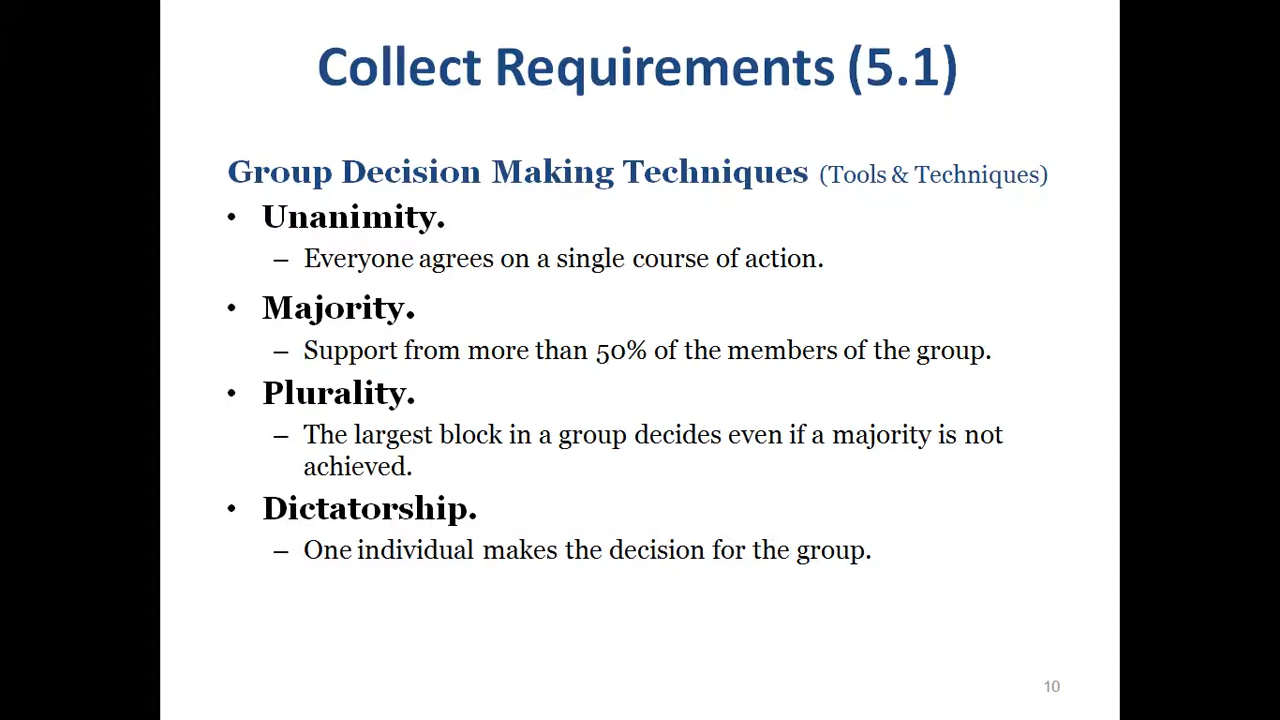 Collect Requirements (5.1)
Group Decision Making Techniques (Tools & Techniques)
• Unanimity.
– Everyone agrees on a single course of action.
• Majority.
– Support from more than 50% of the members of the group.
• Plurality.
– The largest block in a group decides even if a majority is not
achieved.
• Dictatorship.
– One individual makes the decision for the group.
10